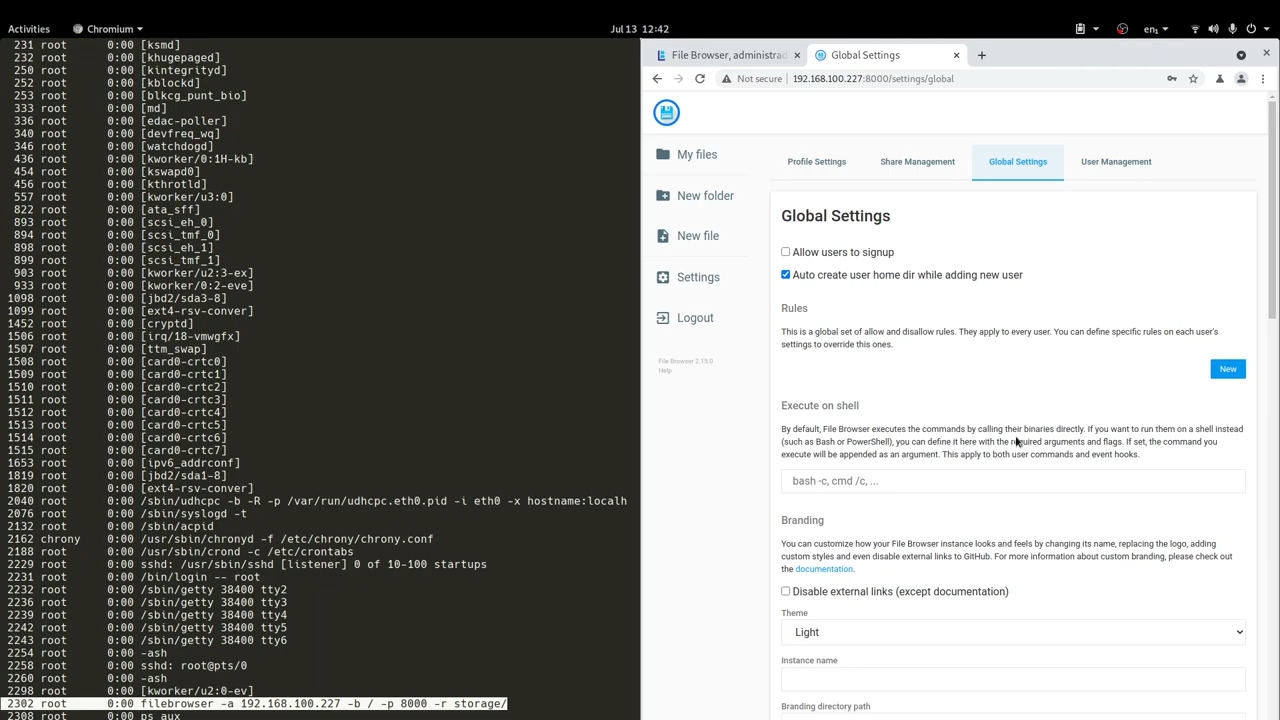 Activities
Chromium
Jul 13 12:42
en₁
231 root 0:00 [ksmd]
232 root 0:00 [khugepaged]
250 root 0:00 [kintegrityd]
252 root 0:00 [kblockd]
253 root 0:00 [blkcg_punt_bio]
333 root 0:00 [md]
336 root 0:00 [edac-poller]
340 root 0:00 [devfreq_wq]
346 root 0:00 [watchdogd]
436 root 0:00 [kworker/0:1H-kb]
454 root 0:00 [kswapd0]
456 root 0:00 [kthrotld]
557 root 0:00 [kworker/u3:0]
822 root 0:00 [ata_sff]
893 root 0:00 [scsi_eh_0]
894 root 0:00 [scsi_tmf_0]
898 root 0:00 [scsi_eh_1]
899 root 0:00 [scsi_tmf_1]
903 root 0:00 [kworker/u2:3-ex]
933 root 0:00 [kworker/0:2-eve]
1098 root 0:00 [jbd2/sda3-8]
1099 root 0:00 [ext4-rsv-conver]
1452 root 0:00 [cryptd]
1506 root 0:00 [irq/18-vmwgfx]
1507 root 0:00 [ttm_swap]
1508 root 0:00 [card0-crtc0]
1509 root 0:00 [card0-crtc1]
1510 root 0:00 [card0-crtc2]
1511 root 0:00 [card0-crtc3]
1512 root 0:00 [card0-crtc4]
1513 root 0:00 [card0-crtc5]
1514 root 0:00 [card0-crtc6]
1515 root 0:00 [card0-crtc7]
1653 root 0:00 [ipv6_addrconf]
1819 root 0:00 [jbd2/sda1-8]
1820 root 0:00 [ext4-rsv-conver]
2040 root 0:00 /sbin/udhcpc -b -R -p /var/run/udhcpc.eth0.pid -i eth0 -x hostname:localh
2076 root 0:00 /sbin/syslogd -t
2132 root 0:00 /sbin/acpid
2162 chrony 0:00 /usr/sbin/chronyd -f /etc/chrony/chrony.conf
2188 root 0:00 /usr/sbin/crond -c /etc/crontabs
2229 root 0:00 sshd: /usr/sbin/sshd [listener] 0 of 10-100 startups
2231 root 0:00 /bin/login -- root
2232 root 0:00 /sbin/getty 38400 tty2
2236 root 0:00 /sbin/getty 38400 tty3
2239 root 0:00 /sbin/getty 38400 tty4
2242 root 0:00 /sbin/getty 38400 tty5
2243 root 0:00 /sbin/getty 38400 tty6
2254 root 0:00 -ash
2258 root 0:00 sshd: root@pts/0
2260 root 0:00 -ash
2298 root 0:00 [kworker/u2:0-ev]
2302 root 0:00 filebrowser -a 192.168.100.227 -b / -p 8000 -r storage/
2308 root 0:00 ps aux
File Browser, administrad
Global Settings
Not secure
192.168.100.227:8000/settings/global
My files
New folder
New file
Settings
Logout
File Browser 2.15.0
Help
Profile Settings
Share Management
Global Settings
User Management
Global Settings
Allow users to signup
Auto create user home dir while adding new user
Rules
This is a global set of allow and disallow rules. They apply to every user. You can define specific rules on each user's
settings to override this ones.
New
Execute on shell
By default, File Browser executes the commands by calling their binaries directly. If you want to run them on a shell instead
(such as Bash or PowerShell), you can define it here with the required arguments and flags. If set, the command you
execute will be appended as an argument. This apply to both user commands and event hooks.
bash -c, cmd /c, ...
Branding
You can customize how your File Browser instance looks and feels by changing its name, replacing the logo, adding
custom styles and even disable external links to GitHub. For more information about custom branding, please check out
the documentation.
Disable external links (except documentation)
Theme
Light
Instance name
Branding directory path